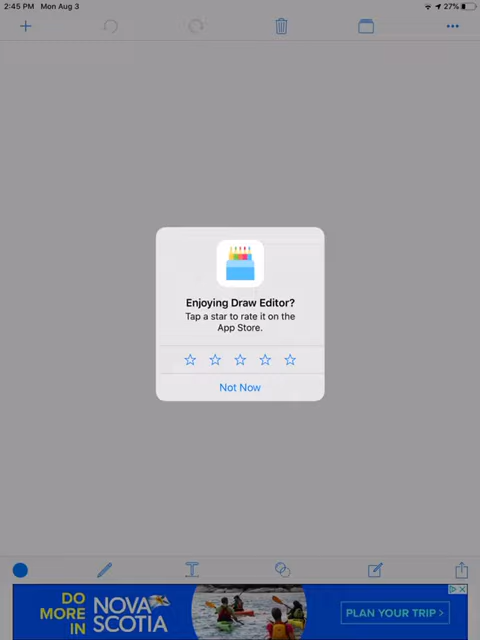 2:45 PM Mon Aug 3
27%
Enjoying Draw Editor?
Tap a star to rate it on the
App Store.
Not Now
DO
MORE
IN
NOVA
SCOTIA
PLAN YOUR TRIP >